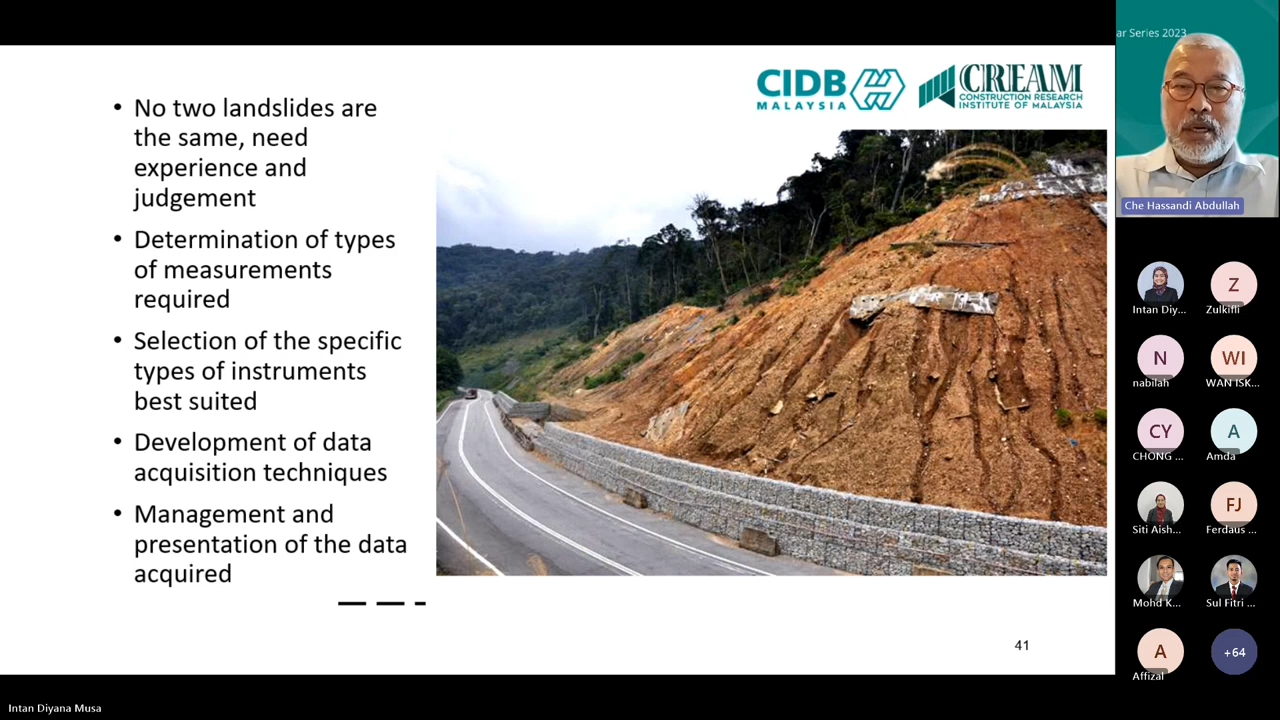 • No two landslides are
the same, need
experience and
judgement
• Determination of types
of measurements
required
• Selection of the specific
types of instruments
best suited
• Development of data
acquisition techniques
• Management and
presentation of the data
acquired
CIDB
MALAYSIA
CREAM
CONSTRUCTION RESEARCH
INSTITUTE OF MALAYSIA
41
ar Series 2023
Che Hassandi Abdullah
Intan Diy...
Z
Zulkifli
N
nabilah
WI
WAN ISK...
CY
CHONG ...
A
Amda
Siti Aish...
FJ
Ferdaus ...
Mohd K...
Sul Fitri ...
A
Affizal
+64
Intan Diyana Musa